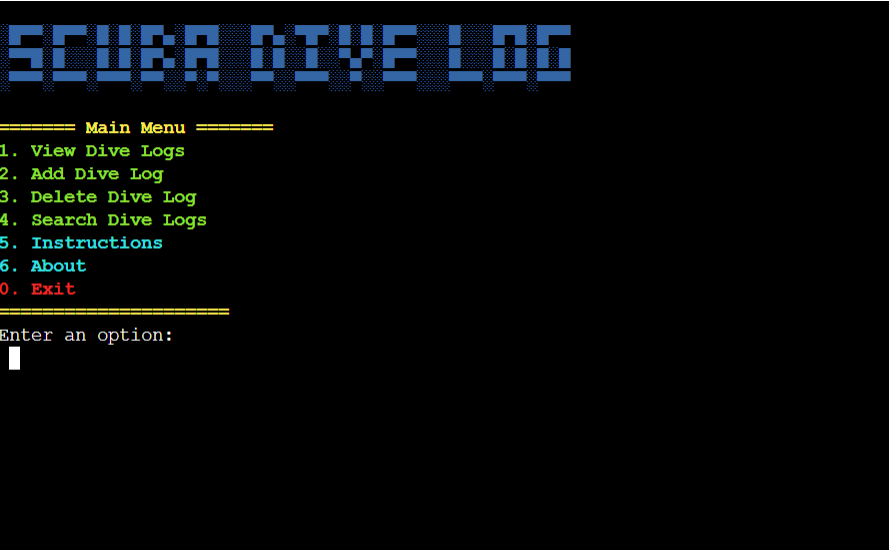 SCUBA DIVE LOG
======= Main Menu =======
1. View Dive Logs
2. Add Dive Log
3. Delete Dive Log
4. Search Dive Logs
5. Instructions
6. About
0. Exit
=====================
Enter an option: